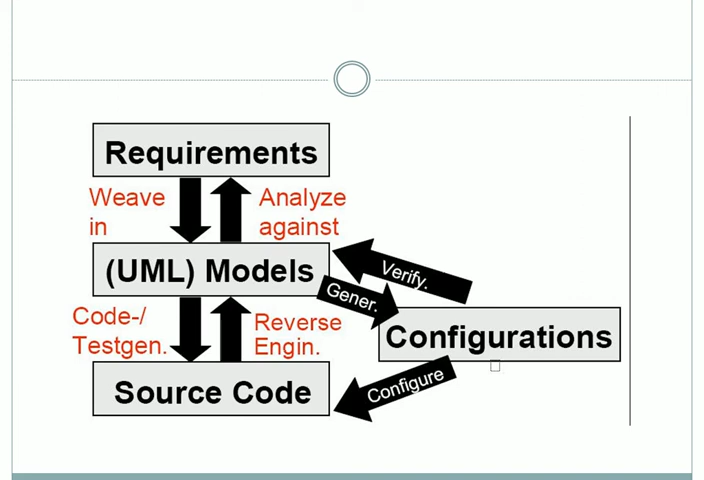 Requirements
Weave
in
Analyze
against
(UML) Models
Verify.
Gener.
Code-/
Testgen.
Reverse
Engin.
Configurations
Configure
Source Code